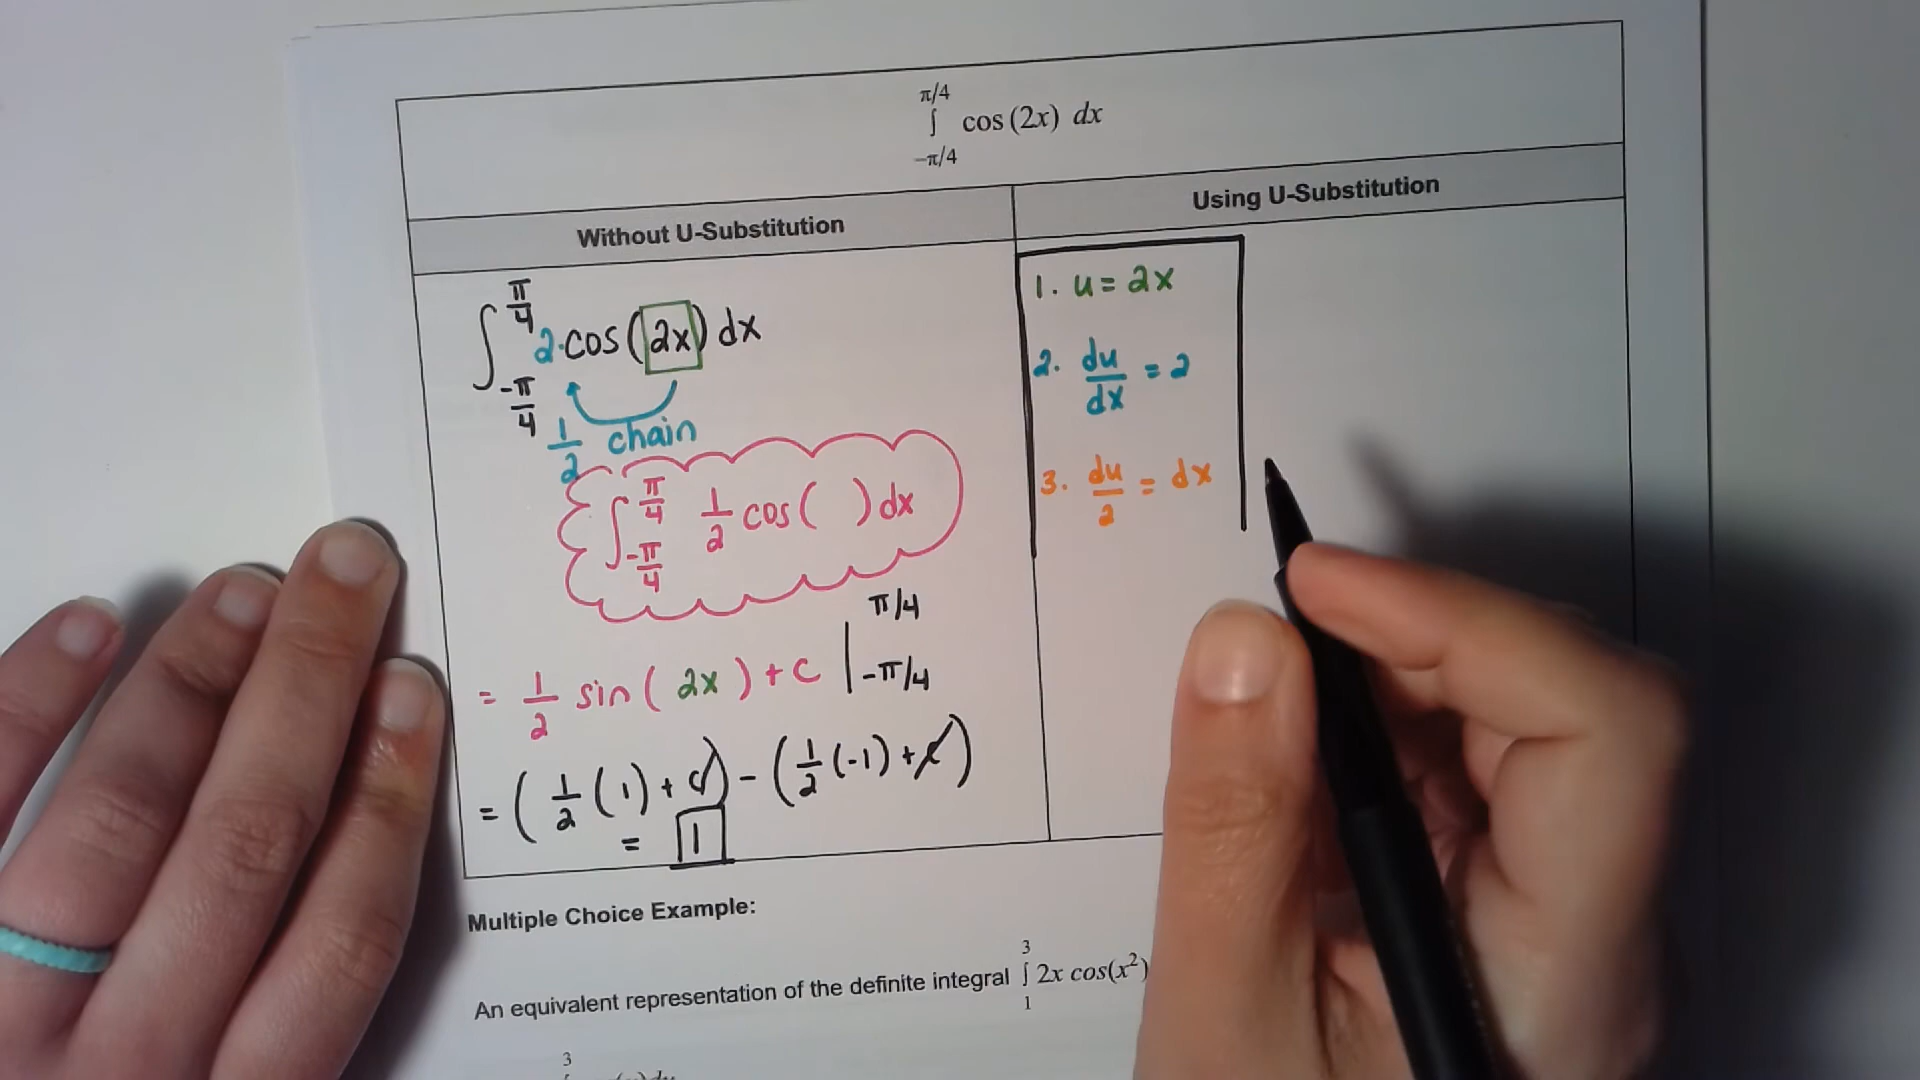 π/4
∫ cos (2x) dx
−π/4
Without U-Substitution
Using U-Substitution
∫ π/4 2·cos(2x) dx
-π/4
1/2 chain
∫ π/4 1/2 cos( ) dx
-π/4
= 1/2 sin( 2x ) + c | π/4 -π/4
= (1/2 (1) + c) - (1/2 (-1) + c)
= 1
1. u = 2x
2. du/dx = 2
3. du/2 = dx
Multiple Choice Example:
3
An equivalent representation of the definite integral ∫ 2x cos(x²)
1
3